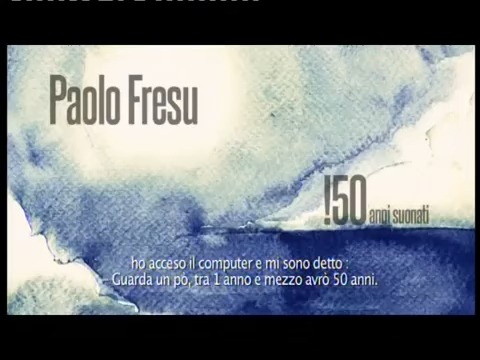 Paolo Fresu
!50 anni suonati
ho acceso il computer e mi sono detto :
Guarda un pò, tra 1 anno e mezzo avrò 50 anni.